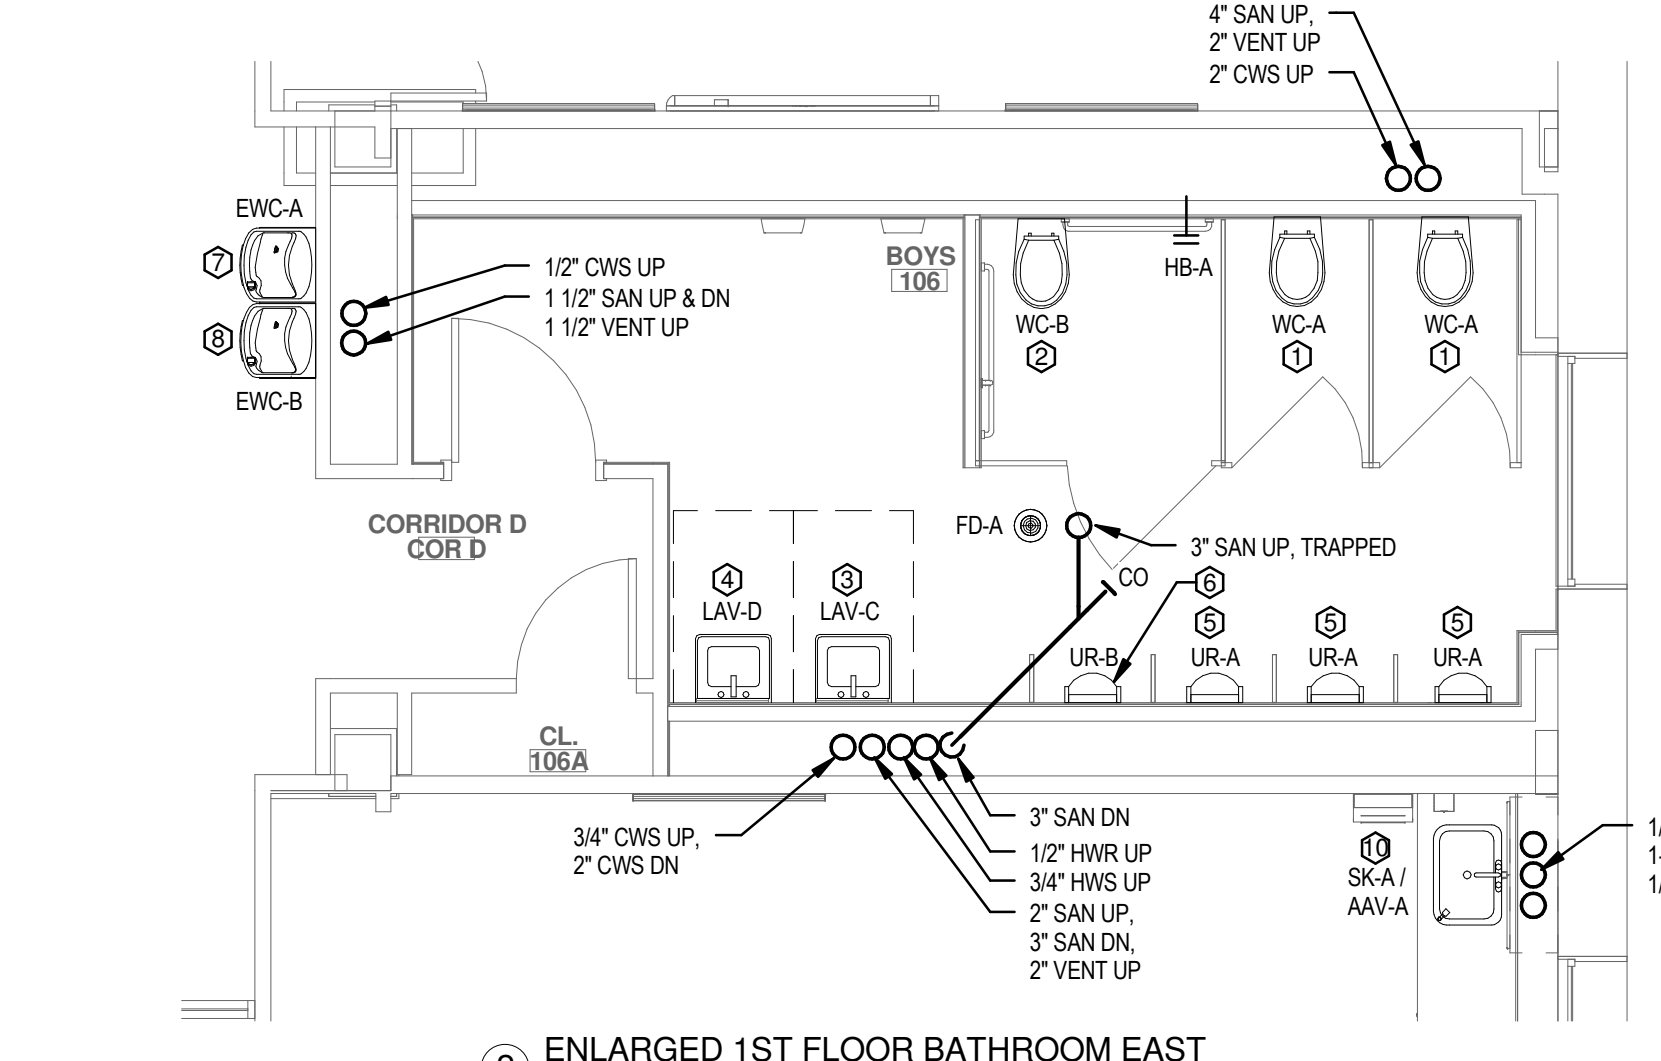 4" SAN UP,
2" VENT UP
2" CWS UP
EWC-A
7
8
EWC-B
1/2" CWS UP
1 1/2" SAN UP & DN
1 1/2" VENT UP
BOYS
106
WC-B
2
HB-A
WC-A
1
WC-A
1
CORRIDOR D
COR D
FD-A
3" SAN UP, TRAPPED
CO
4
LAV-D
3
LAV-C
6
UR-B
5
UR-A
5
UR-A
5
UR-A
CL.
106A
3/4" CWS UP,
2" CWS DN
3" SAN DN
1/2" HWR UP
3/4" HWS UP
2" SAN UP,
3" SAN DN,
2" VENT UP
10
SK-A /
AAV-A
ENLARGED 1ST FLOOR BATHROOM EAST